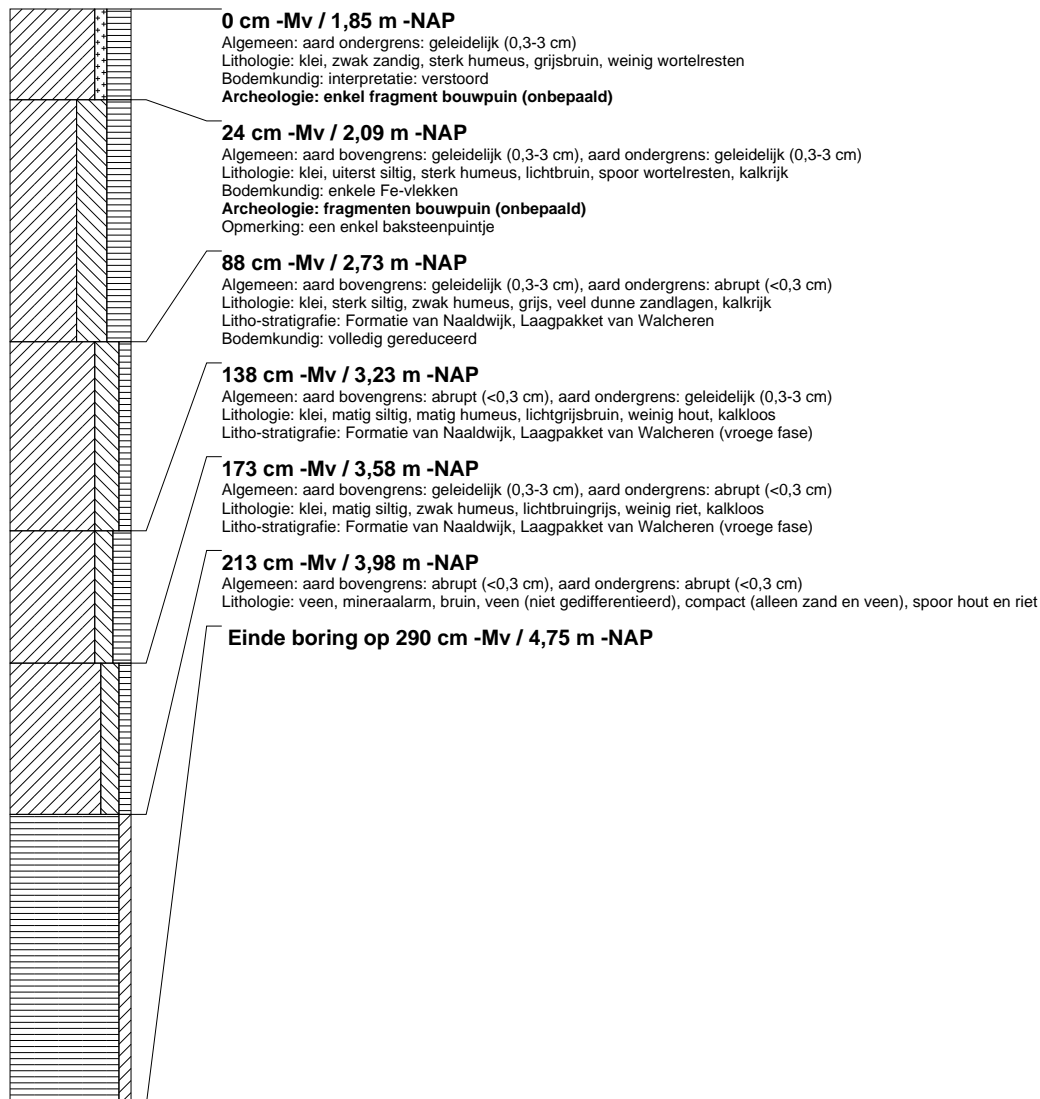 0 cm -Mv / 1,85 m -NAP
Algemeen: aard ondergrens: geleidelijk (0,3-3 cm)
Lithologie: klei, zwak zandig, sterk humeus, grijsbruin, weinig wortelresten
Bodemkundig: interpretatie: verstoord
Archeologie: enkel fragment bouwpuin (onbepaald)
24 cm -Mv / 2,09 m -NAP
Algemeen: aard bovengrens: geleidelijk (0,3-3 cm), aard ondergrens: geleidelijk (0,3-3 cm)
Lithologie: klei, uiterst siltig, sterk humeus, lichtbruin, spoor wortelresten, kalkrijk
Bodemkundig: enkele Fe-vlekken
Archeologie: fragmenten bouwpuin (onbepaald)
Opmerking: een enkel baksteenpuintje
88 cm -Mv / 2,73 m -NAP
Algemeen: aard bovengrens: geleidelijk (0,3-3 cm), aard ondergrens: abrupt (<0,3 cm)
Lithologie: klei, sterk siltig, zwak humeus, grijs, veel dunne zandlagen, kalkrijk
Litho-stratigrafie: Formatie van Naaldwijk, Laagpakket van Walcheren
Bodemkundig: volledig gereduceerd
138 cm -Mv / 3,23 m -NAP
Algemeen: aard bovengrens: abrupt (<0,3 cm), aard ondergrens: geleidelijk (0,3-3 cm)
Lithologie: klei, matig siltig, matig humeus, lichtgrijsbruin, weinig hout, kalkloos
Litho-stratigrafie: Formatie van Naaldwijk, Laagpakket van Walcheren (vroege fase)
173 cm -Mv / 3,58 m -NAP
Algemeen: aard bovengrens: geleidelijk (0,3-3 cm), aard ondergrens: abrupt (<0,3 cm)
Lithologie: klei, matig siltig, zwak humeus, lichtbruingrijs, weinig riet, kalkloos
Litho-stratigrafie: Formatie van Naaldwijk, Laagpakket van Walcheren (vroege fase)
213 cm -Mv / 3,98 m -NAP
Algemeen: aard bovengrens: abrupt (<0,3 cm), aard ondergrens: abrupt (<0,3 cm)
Lithologie: veen, mineraalarm, bruin, veen (niet gedifferentieerd), compact (alleen zand en veen), spoor hout en riet
Einde boring op 290 cm -Mv / 4,75 m -NAP